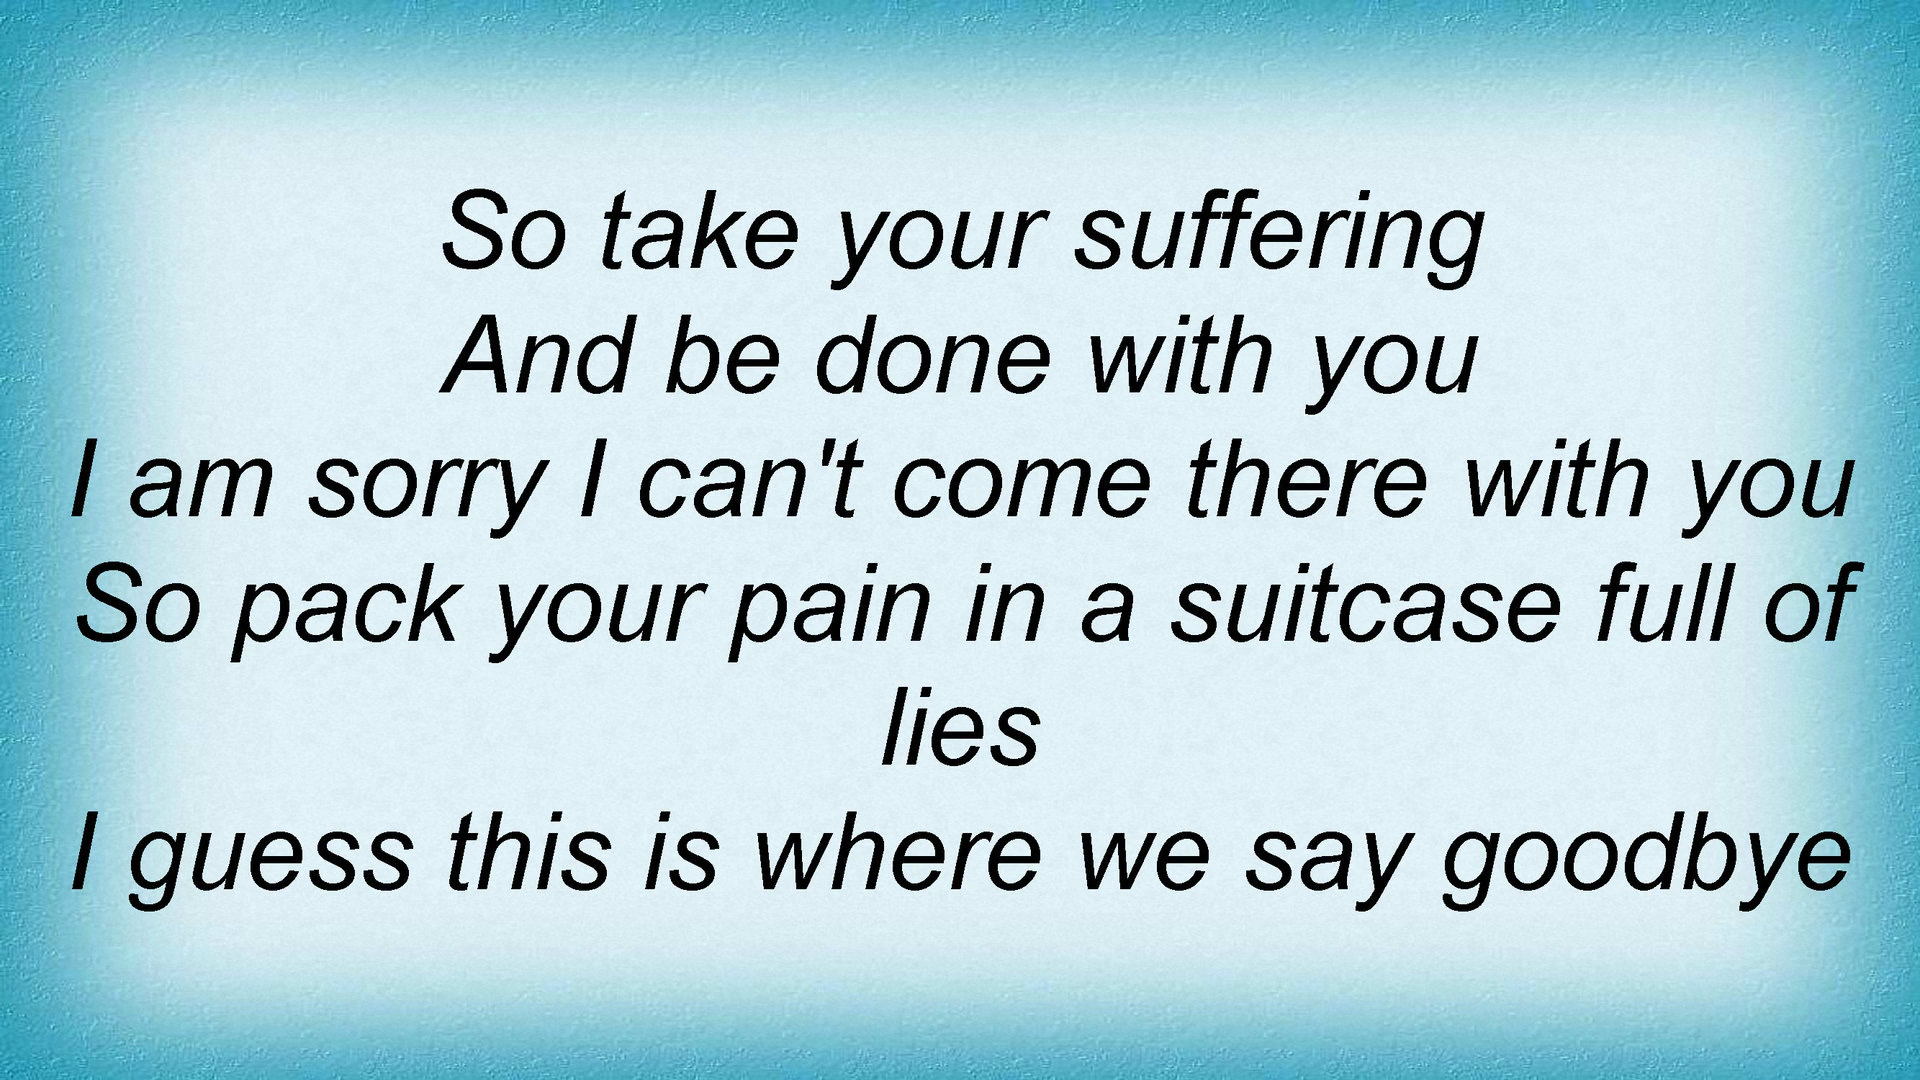 So take your suffering
And be done with you
I am sorry I can't come there with you
So pack your pain in a suitcase full of
lies
I guess this is where we say goodbye